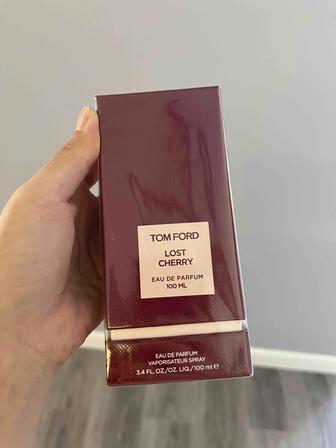 TOM FORD
LOST
CHERRY
EAU DE PARFUM
100 ML
EAU DE PARFUM
VAPORISATEUR SPRAY
3.4 FL. OZ./OZ. LIQ./100 ml ℮